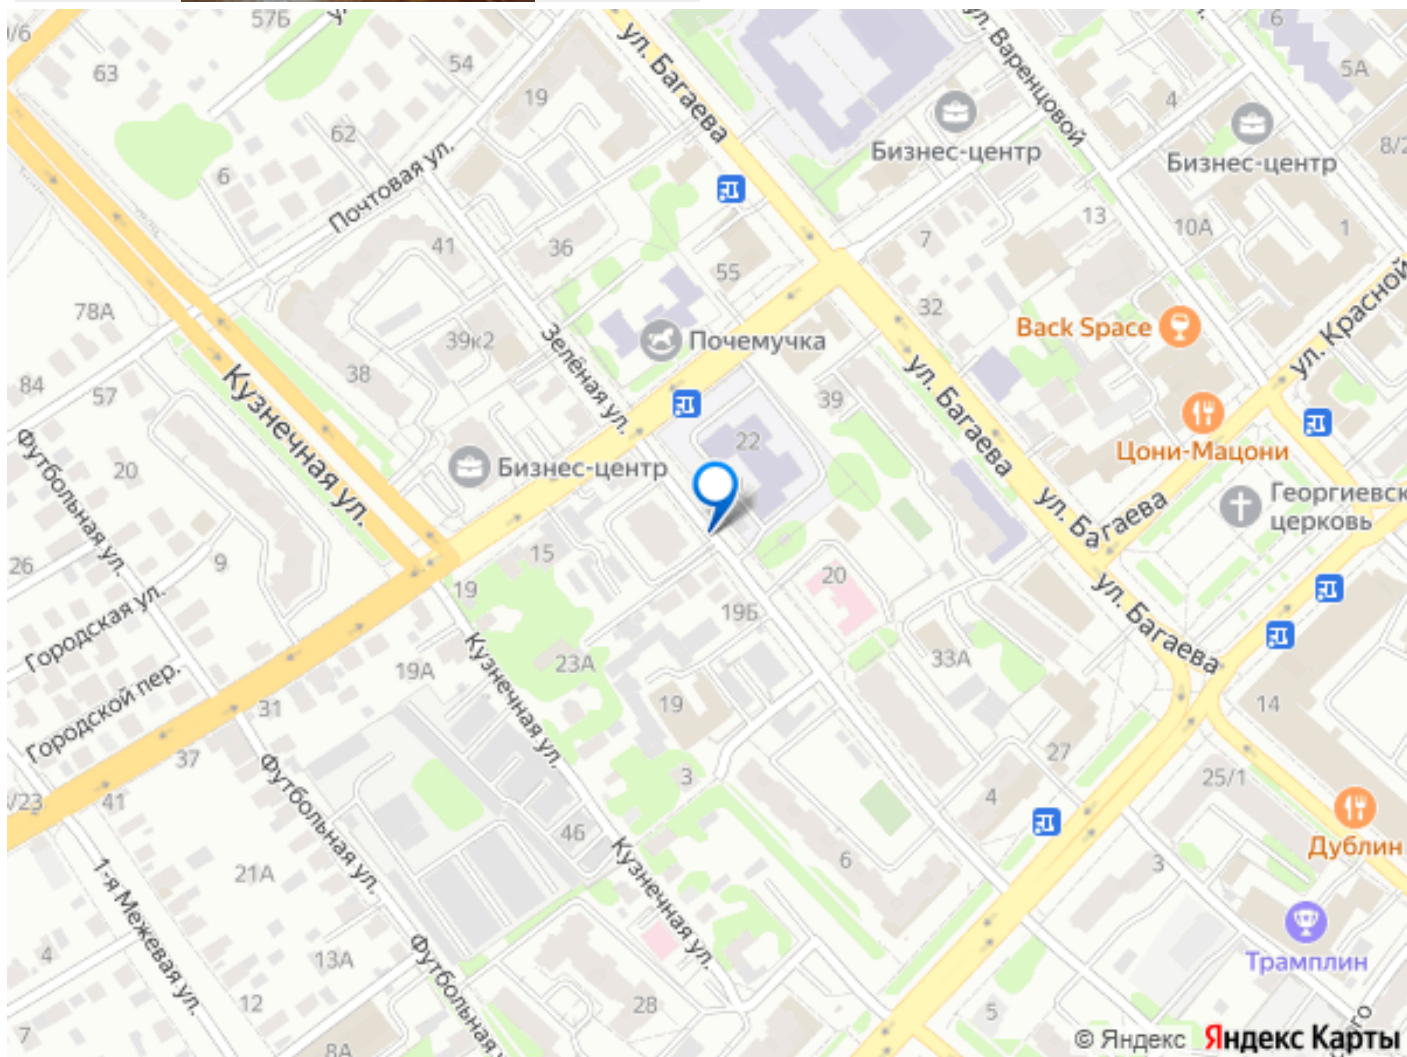 57Б
ул. Багаева
ул. Варенцовой
6
5А
/6
63
54
19
4
62
Бизнес-центр
Бизнес-центр
8/2
6
Почтовая ул.
13
10А
1
7
41
36
55
78А
32
Back Space
ул. Красной
39к2
Зелёная ул.
Почемучка
38
84
57
Кузнечная ул.
39
ул. Багаева
22
Цони-Мацони
Футбольная ул.
20
Бизнес-центр
ул. Багаева
Георгиевск
церковь
26
9
15
20
19
19Б
ул. Багаева
Городская ул.
19А
Кузнечная ул.
23А
33А
Городской пер.
31
19
14
37
27
3
25/1
/23
41
Футбольная ул.
4
46
Дублин
6
3
21А
1-я Межевая ул.
Кузнечная ул.
4
13А
Футбольная ул.
Трамплин
12
28
5
7
8А
© Яндекс Яндекс Карты